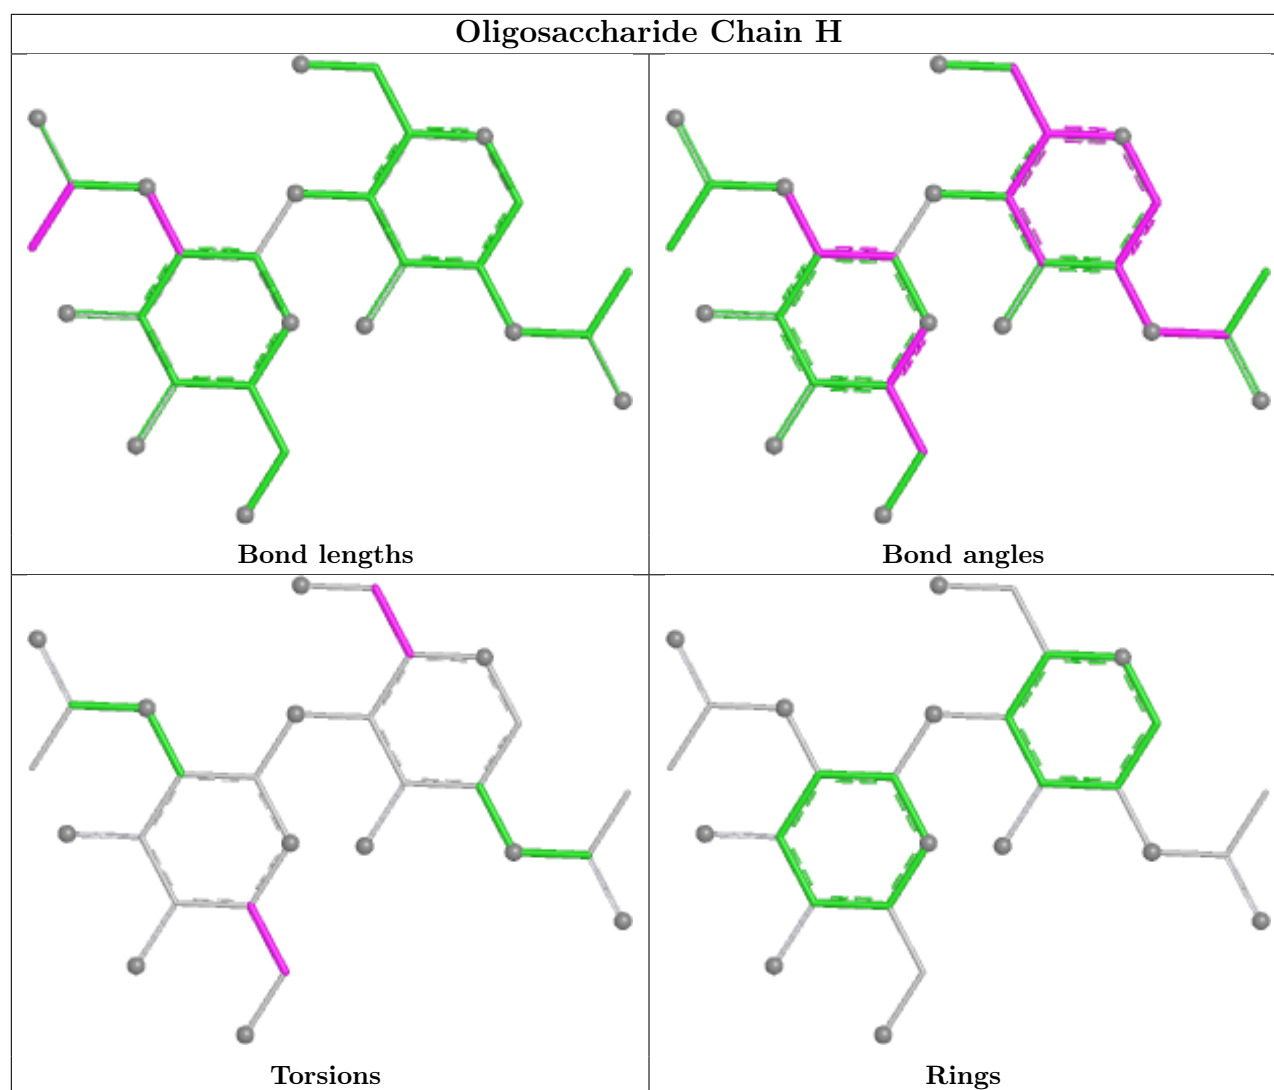 Oligosaccharide Chain H
Bond lengths
Bond angles
Torsions
Rings